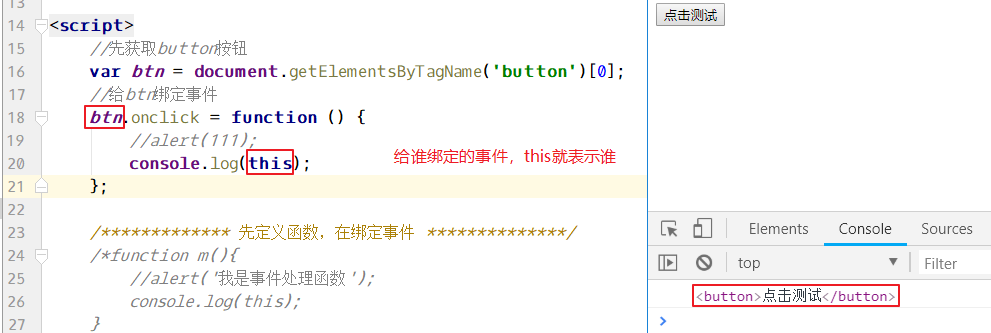 13
14 <script>
15 //先获取button按钮
16 var btn = document.getElementsByTagName('button')[0];
17 //给btn绑定事件
18 btn.onclick = function () {
19 //alert(111);
20 console.log(this);
给谁绑定的事件，this就表示谁
21 };
22
23 /************* 先定义函数，在绑定事件 **************/
24 /*function m(){
25 //alert('我是事件处理函数');
26 console.log(this);
27 }
点击测试
Elements Console Sources
top ▼ Filter
<button>点击测试</button>
>